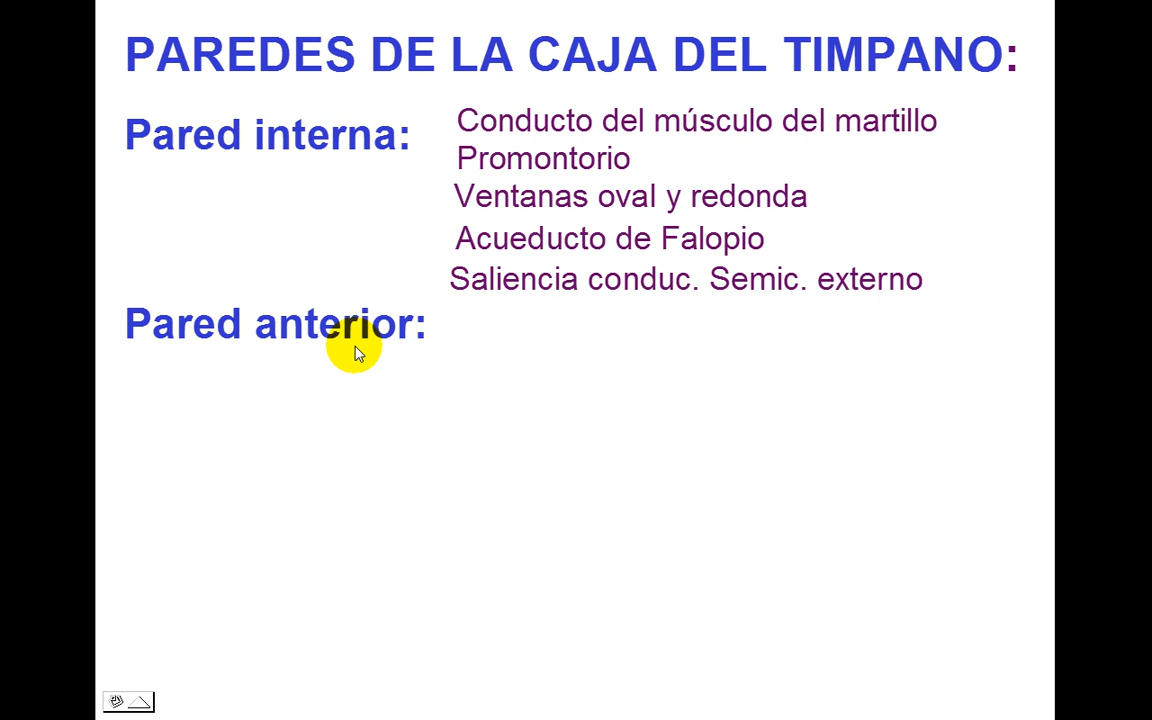 PAREDES DE LA CAJA DEL TIMPANO:
Pared interna:
Conducto del músculo del martillo
Promontorio
Ventanas oval y redonda
Acueducto de Falopio
Saliencia conduc. Semic. externo
Pared anterior: